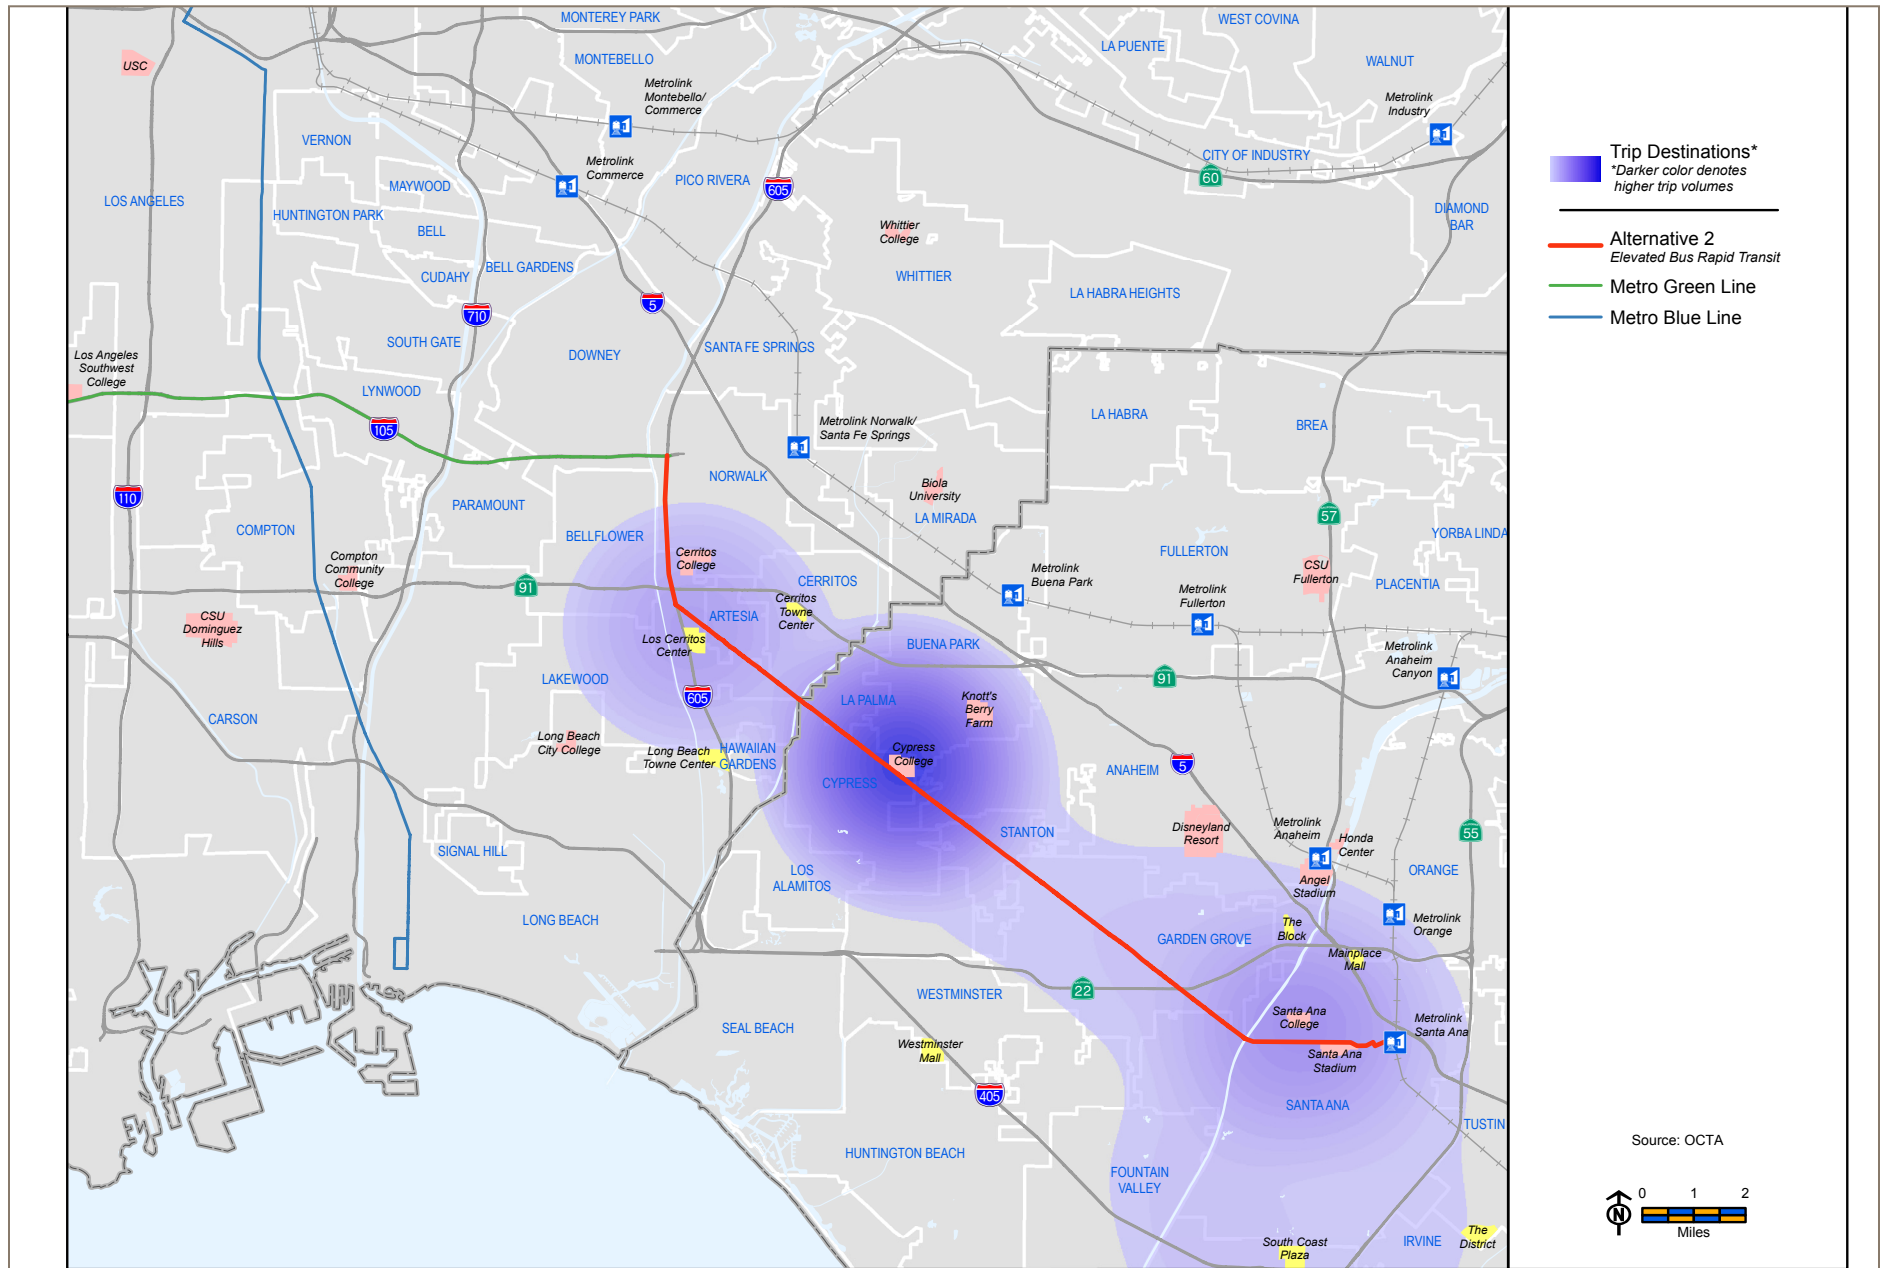 MONTEREY PARK
WEST COVINA
LA PUENTE
USC
MONTEBELLO
WALNUT
Metrolink
Montebello/
Commerce
Metrolink
Industry
VERNON
Metrolink
Commerce
CITY OF INDUSTRY
60
PICO RIVERA
605
MAYWOOD
LOS ANGELES
HUNTINGTON PARK
BELL
Whittier
College
DIAMOND
BAR
CUDAHY
BELL GARDENS
WHITTIER
LA HABRA HEIGHTS
5
710
SOUTH GATE
DOWNEY
SANTA FE SPRINGS
Los Angeles
Southwest
College
LYNWOOD
105
Metrolink Norwalk/
Santa Fe Springs
LA HABRA
BREA
NORWALK
110
PARAMOUNT
Biola
University
LA MIRADA
57
COMPTON
BELLFLOWER
YORBA LINDA
FULLERTON
Compton
Community
College
91
Cerritos
College
CERRITOS
Metrolink
Buena Park
CSU
Fullerton
PLACENTIA
Metrolink
Fullerton
CSU
Dominguez
Hills
ARTESIA
Cerritos
Towne
Center
Los Cerritos
Center
BUENA PARK
Metrolink
Anaheim
Canyon
LAKEWOOD
605
91
LA PALMA
Knott's
Berry
Farm
CARSON
Long Beach
City College
Long Beach
Towne Center
HAWAIIAN
GARDENS
Cypress
College
CYPRESS
ANAHEIM
5
STANTON
Disneyland
Resort
Metrolink
Anaheim
Honda
Center
55
SIGNAL HILL
LOS
ALAMITOS
Angel
Stadium
ORANGE
LONG BEACH
Metrolink
Orange
GARDEN GROVE
The
Block
Mainplace
Mall
22
WESTMINSTER
SEAL BEACH
Santa Ana
College
Metrolink
Santa Ana
Westminster
Mall
Santa Ana
Stadium
405
SANTA ANA
TUSTIN
HUNTINGTON BEACH
FOUNTAIN
VALLEY
South Coast
Plaza
IRVINE
The
District
Trip Destinations*
*Darker color denotes
higher trip volumes
Alternative 2
Elevated Bus Rapid Transit
Metro Green Line
Metro Blue Line
Source: OCTA
N
0 1 2
Miles